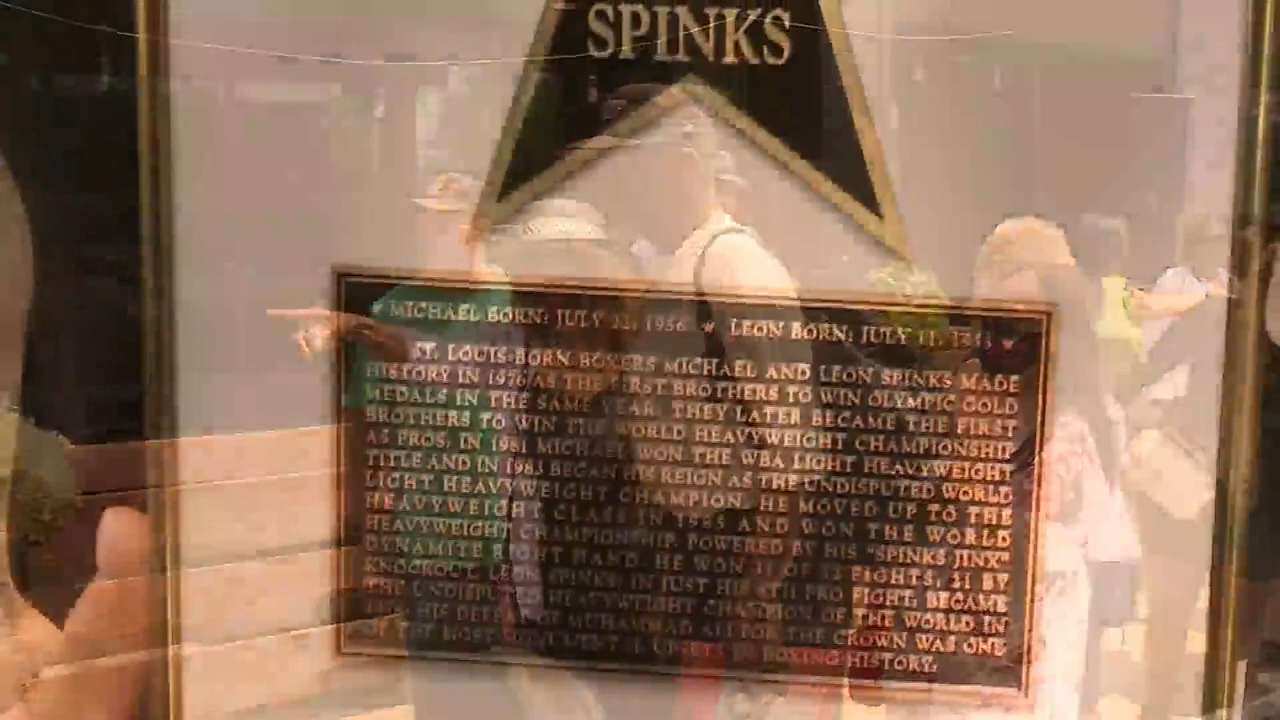 SPINKS
★ MICHAEL BORN: JULY 1956 ★ LEON BORN: JULY 11,
ST. LOUIS-BORN BOXERS MICHAEL AND LEON SPINKS MADE
HISTORY IN 1976 AS THE FIRST BROTHERS TO WIN OLYMPIC GOLD
MEDALS IN THE SAME YEAR. THEY LATER BECAME THE FIRST
BROTHERS TO WIN THE WORLD HEAVYWEIGHT CHAMPIONSHIP
AS PROS. IN 1981 MICHAEL WON THE WBA LIGHT HEAVYWEIGHT
TITLE AND IN 1983 BEGAN HIS REIGN AS THE UNDISPUTED WORLD
LIGHT HEAVYWEIGHT CHAMPION. HE MOVED UP TO THE
HEAVYWEIGHT CLASS IN 1985 AND WON THE WORLD
HEAVYWEIGHT CHAMPIONSHIP. POWERED BY HIS "SPINKS JINX"
DYNAMITE RIGHT HAND, HE WON 31 OF 32 FIGHTS, 21 BY
KNOCKOUT. LEON SPINKS, IN JUST HIS 8TH PRO FIGHT, BECAME
THE UNDISPUTED HEAVYWEIGHT CHAMPION OF THE WORLD IN
HIS DEFEAT OF MUHAMMAD ALI FOR THE CROWN WAS ONE
OF THE MOST MONUMENTAL UPSETS IN BOXING HISTORY.